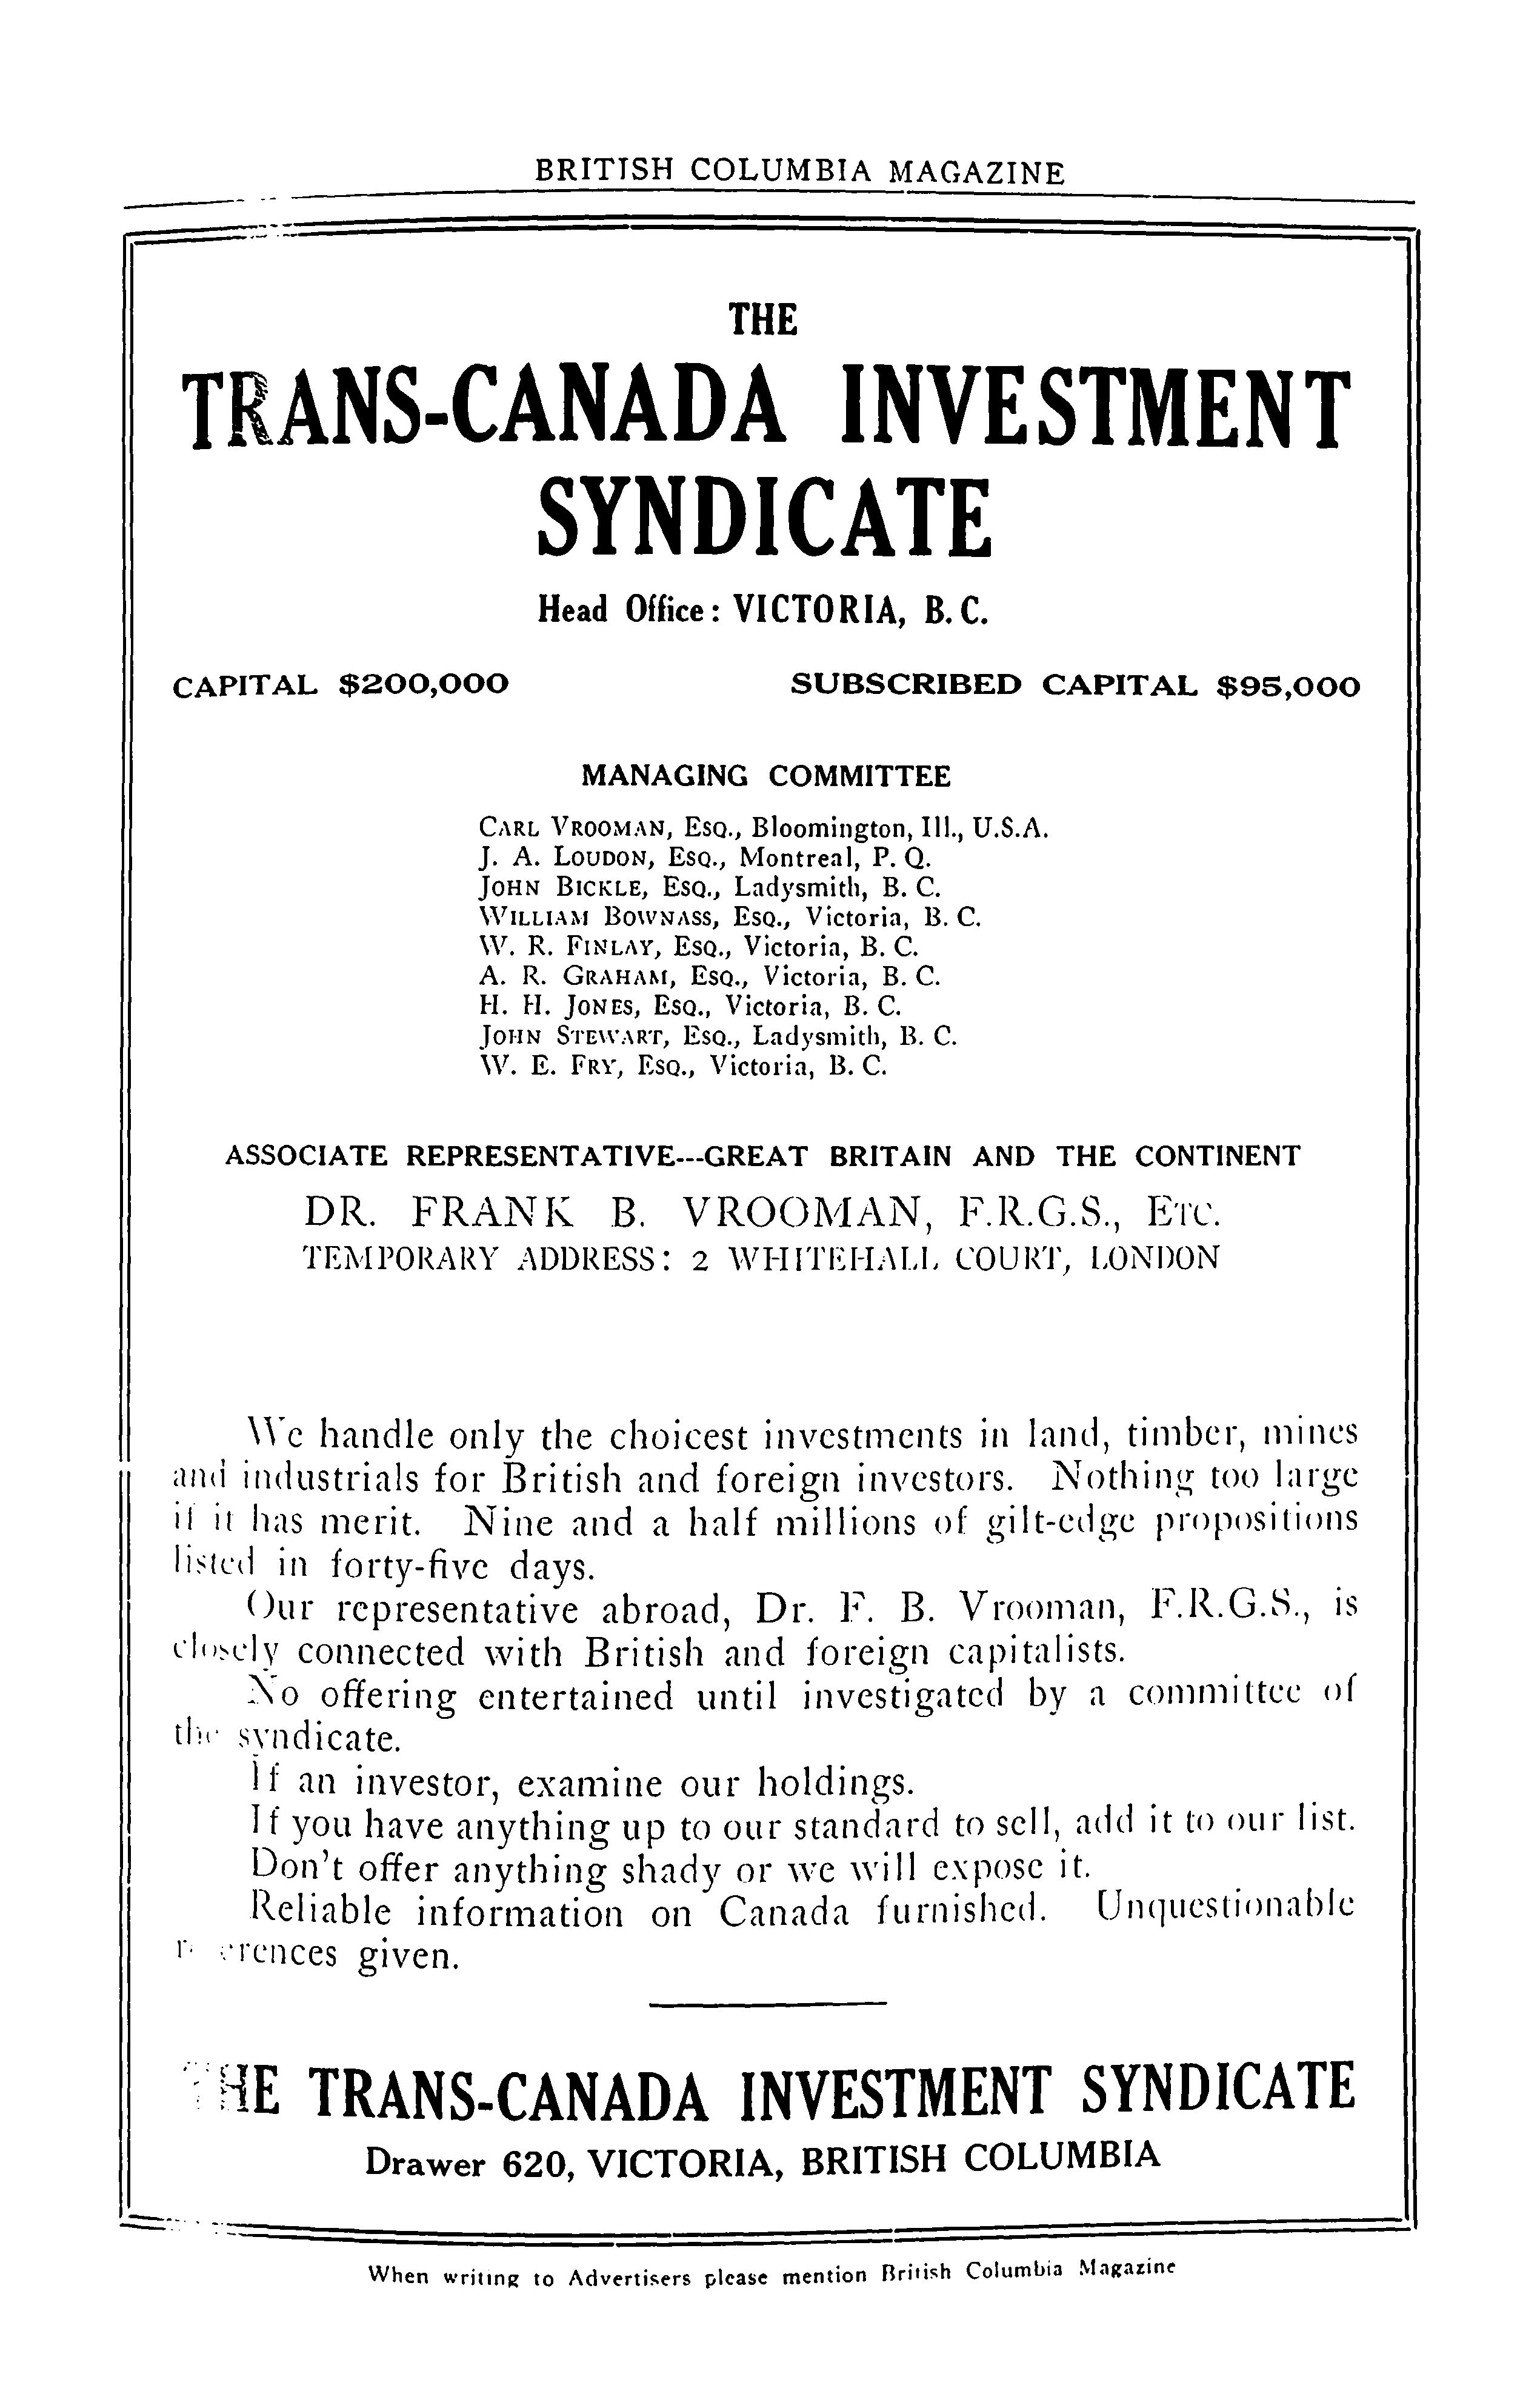 BRITISH COLUMBIA MAGAZINE
THE
TRANS-CANADA INVESTMENT
SYNDICATE
Head Office: VICTORIA, B. C.
CAPITAL $200,000 SUBSCRIBED CAPITAL $95,000
MANAGING COMMITTEE
CARL VROOMAN, ESQ., Bloomington, Ill., U.S.A.
J. A. LOUDON, ESQ., Montreal, P. Q.
JOHN BICKLE, ESQ., Ladysmith, B. C.
WILLIAM BOWNASS, ESQ., Victoria, B. C.
W. R. FINLAY, ESQ., Victoria, B. C.
A. R. GRAHAM, ESQ., Victoria, B. C.
H. H. JONES, ESQ., Victoria, B. C.
JOHN STEWART, ESQ., Ladysmith, B. C.
W. E. FRY, ESQ., Victoria, B. C.
ASSOCIATE REPRESENTATIVE---GREAT BRITAIN AND THE CONTINENT
DR. FRANK B. VROOMAN, F.R.G.S., ETC.
TEMPORARY ADDRESS: 2 WHITEHALL COURT, LONDON
We handle only the choicest investments in land, timber, mines
and industrials for British and foreign investors. Nothing too large
if it has merit. Nine and a half millions of gilt-edge propositions
listed in forty-five days.
Our representative abroad, Dr. F. B. Vrooman, F.R.G.S., is
closely connected with British and foreign capitalists.
No offering entertained until investigated by a committee of
the syndicate.
If an investor, examine our holdings.
If you have anything up to our standard to sell, add it to our list.
Don't offer anything shady or we will expose it.
Reliable information on Canada furnished. Unquestionable
references given.
THE TRANS-CANADA INVESTMENT SYNDICATE
Drawer 620, VICTORIA, BRITISH COLUMBIA
When writing to Advertisers please mention British Columbia Magazine